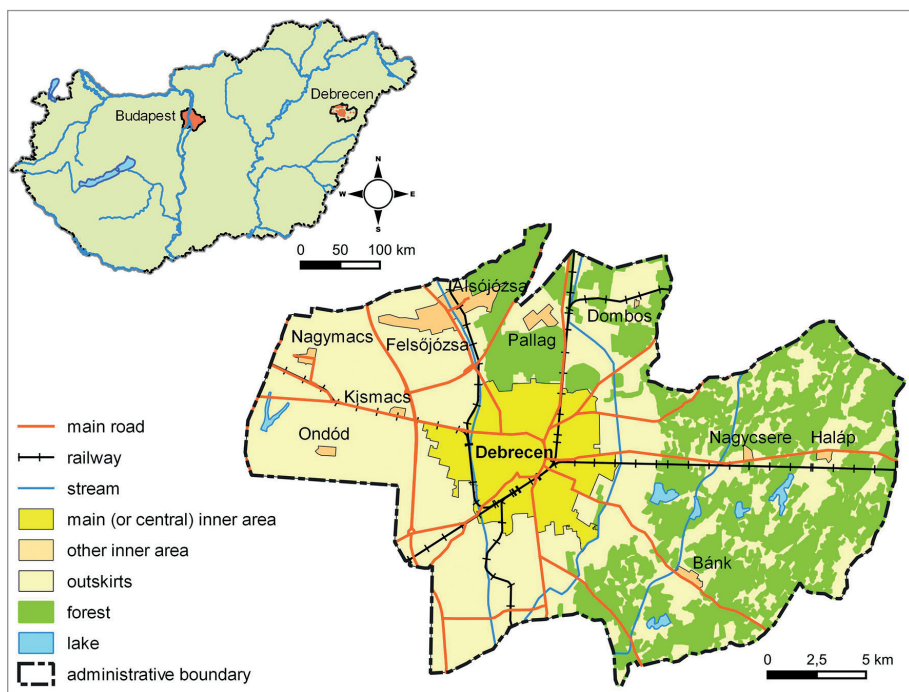 Budapest
Debrecen
N
W E
S
0 50 100 km
Alsójózsa
Dombos
Felsőjózsa
Pallag
Nagymacs
Kismacs
Ondód
Debrecen
Nagycsere
Haláp
Bánk
main road
railway
stream
main (or central) inner area
other inner area
outskirts
forest
lake
administrative boundary
0 2,5 5 km